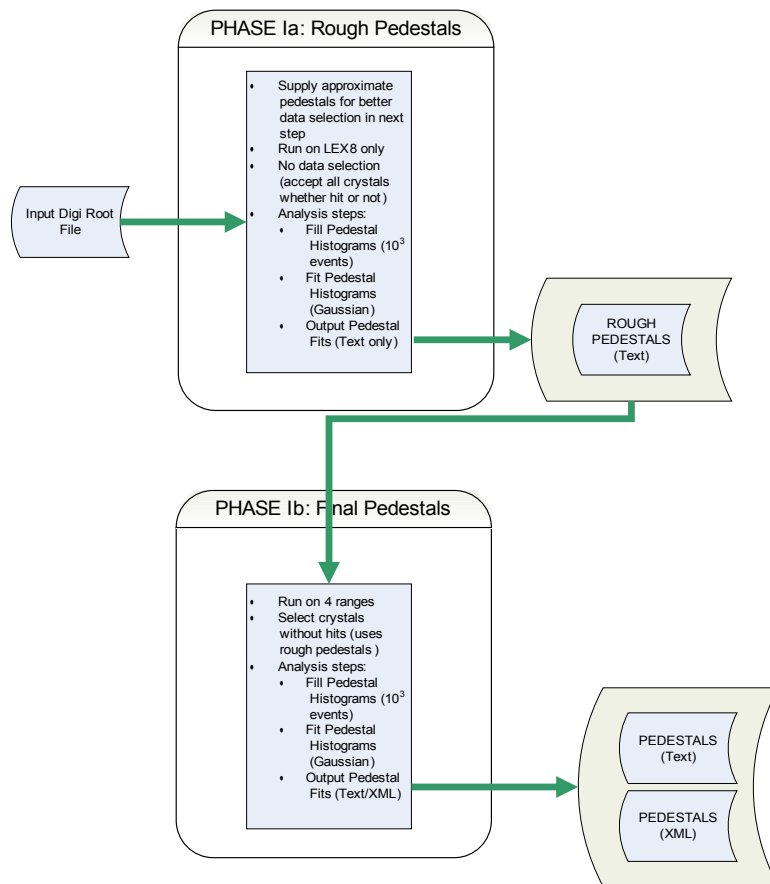 PHASE Ia: Rough Pedestals
• Supply approximate
pedestals for better
data selection in next
step
• Run on LEX8 only
• No data selection
(accept all crystals
whether hit or not)
• Analysis steps:
• Fill Pedestal
Histograms (10³
events)
• Fit Pedestal
Histograms
(Gaussian)
• Output Pedestal
Fits (Text only)
Input Digi Root
File
ROUGH
PEDESTALS
(Text)
PHASE Ib: Final Pedestals
• Run on 4 ranges
• Select crystals
without hits (uses
rough pedestals )
• Analysis steps:
• Fill Pedestal
Histograms (10³
events)
• Fit Pedestal
Histograms
(Gaussian)
• Output Pedestal
Fits (Text/XML)
PEDESTALS
(Text)
PEDESTALS
(XML)